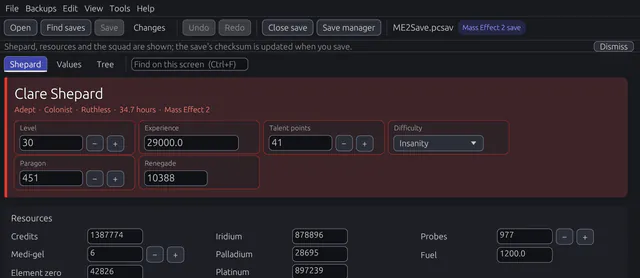 File Backups Edit View Tools Help
Open Find saves Save Changes Undo Redo Close save Save manager ME2Save.pcsav Mass Effect 2 save
Shepard, resources and the squad are shown; the save's checksum is updated when you save. Dismiss
Shepard Values Tree Find on this screen (Ctrl+F)
Clare Shepard
Adept - Colonist - Ruthless - 34.7 hours - Mass Effect 2
Level Experience Talent points Difficulty
30 − + 29000.0 41 − + Insanity
Paragon Renegade
451 − + 10388
Resources
Credits 1387774 Iridium 878896 Probes 977 − +
Medi-gel 6 − + Palladium 28695 Fuel 1200.0
Element zero 42826 Platinum 897239